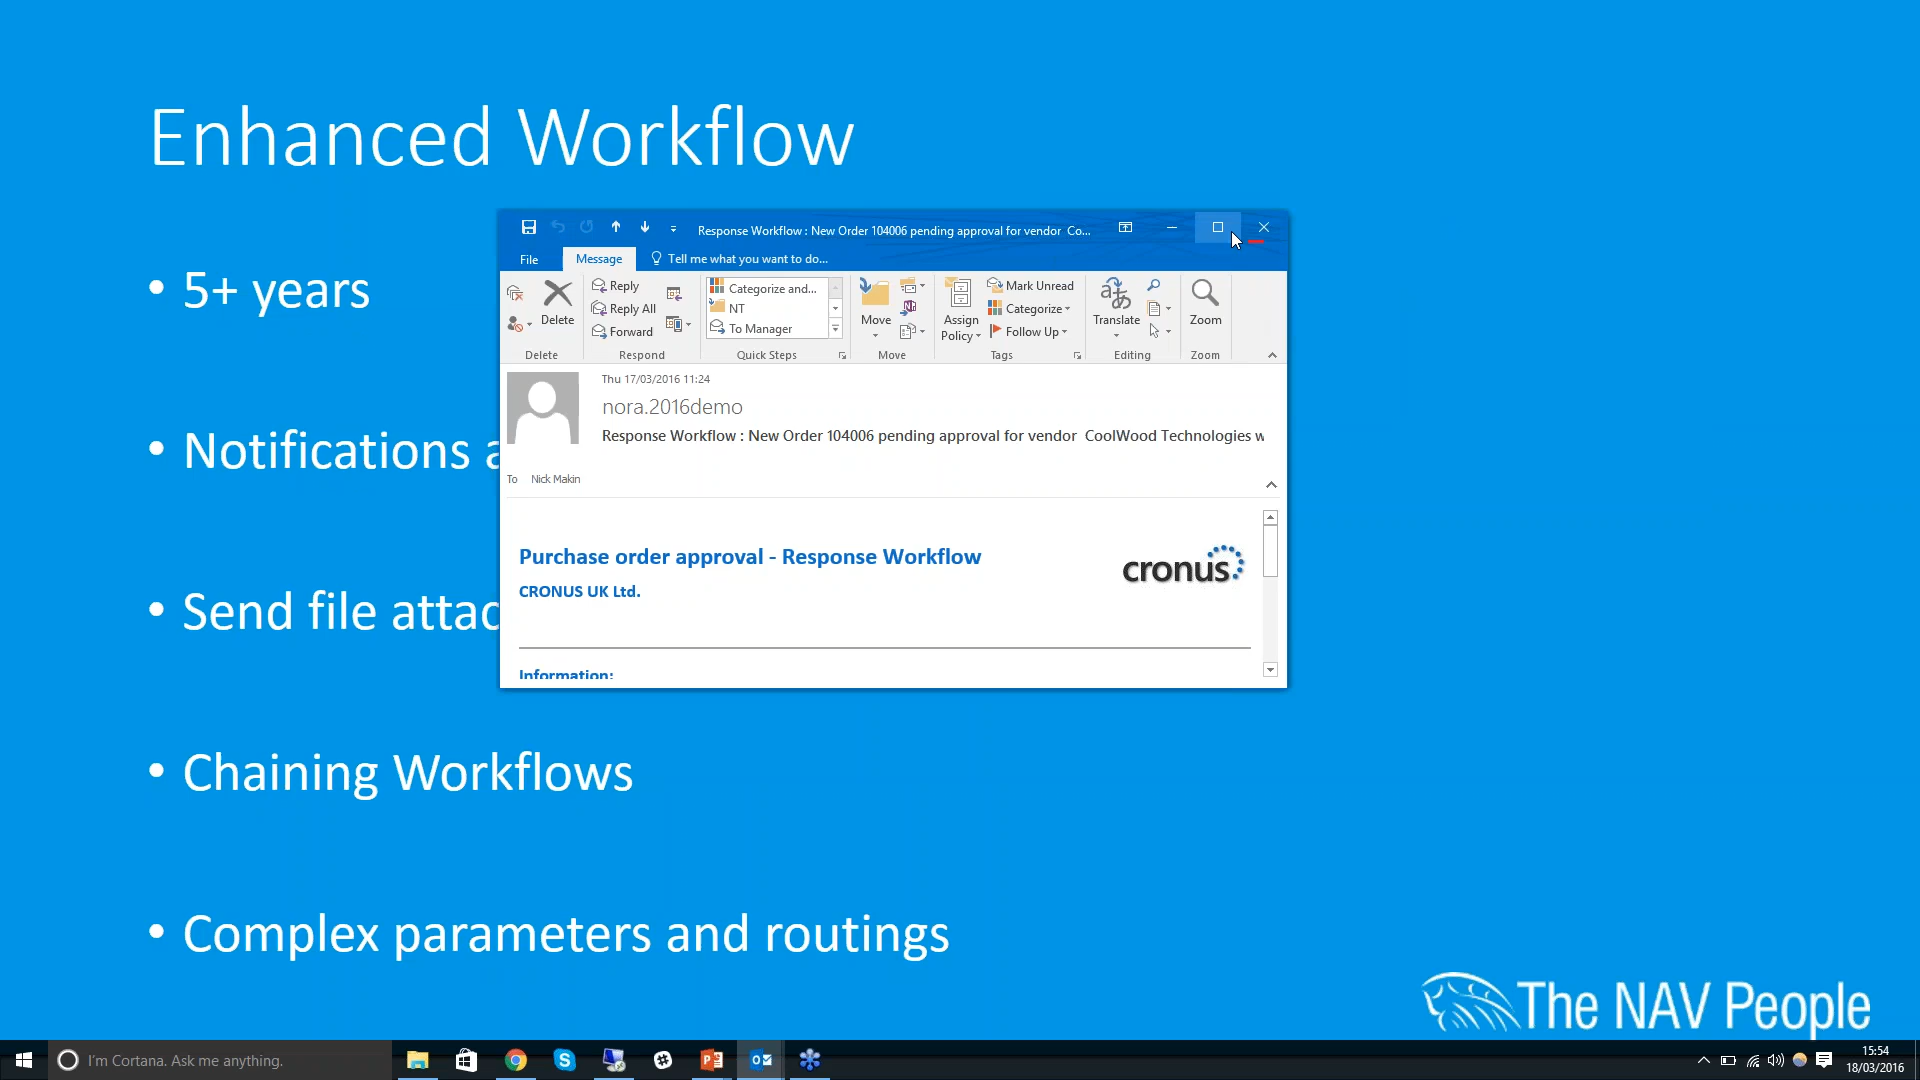 Enhanced Workflow
• 5+ years
• Notifications a
• Send file attac
• Chaining Workflows
• Complex parameters and routings
Response Workflow : New Order 104006 pending approval for vendor Co...
File
Message
Tell me what you want to do...
Delete
Delete
Reply
Reply All
Forward
Respond
Categorize and...
NT
To Manager
Quick Steps
Move
Move
Assign
Policy
Mark Unread
Categorize
Follow Up
Tags
Translate
Editing
Zoom
Zoom
Thu 17/03/2016 11:24
nora.2016demo
Response Workflow : New Order 104006 pending approval for vendor CoolWood Technologies w
To Nick Makin
Purchase order approval - Response Workflow
CRONUS UK Ltd.
cronus
Information:
The NAV People
I'm Cortana. Ask me anything.
15:54
18/03/2016